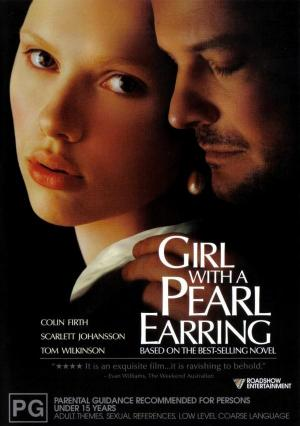 GIRL
WITH A
PEARL
EARRING
BASED ON THE BEST-SELLING NOVEL
COLIN FIRTH
SCARLETT JOHANSSON
TOM WILKINSON
"★★★★ It is an exquisite film...it is ravishing to behold."
- Evan Williams, The Weekend Australian
ROADSHOW
ENTERTAINMENT
PG
PARENTAL GUIDANCE RECOMMENDED FOR PERSONS
UNDER 15 YEARS
ADULT THEMES, SEXUAL REFERENCES, LOW LEVEL COARSE LANGUAGE